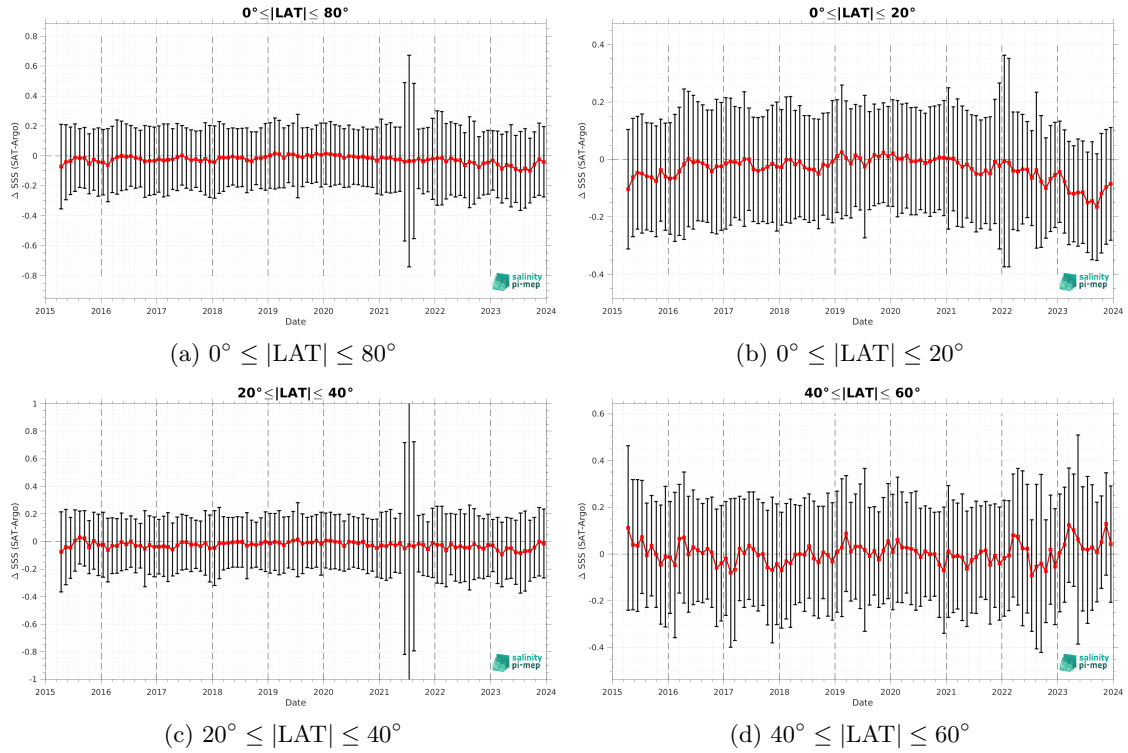 0°≤|LAT|≤ 80°
Δ SSS (SAT-Argo)
0.8
0.6
0.4
0.2
0
-0.2
-0.4
-0.6
-0.8
2015 2016 2017 2018 2019 2020 2021 2022 2023 2024
Date
salinity
pi-mep
(a) 0° ≤ |LAT| ≤ 80°
0°≤|LAT|≤ 20°
Δ SSS (SAT-Argo)
0.4
0.2
0
-0.2
-0.4
2015 2016 2017 2018 2019 2020 2021 2022 2023 2024
Date
salinity
pi-mep
(b) 0° ≤ |LAT| ≤ 20°
20°≤|LAT|≤ 40°
Δ SSS (SAT-Argo)
1
0.8
0.6
0.4
0.2
0
-0.2
-0.4
-0.6
-0.8
-1
2015 2016 2017 2018 2019 2020 2021 2022 2023 2024
Date
salinity
pi-mep
(c) 20° ≤ |LAT| ≤ 40°
40°≤|LAT|≤ 60°
Δ SSS (SAT-Argo)
0.6
0.4
0.2
0
-0.2
-0.4
2015 2016 2017 2018 2019 2020 2021 2022 2023 2024
Date
salinity
pi-mep
(d) 40° ≤ |LAT| ≤ 60°